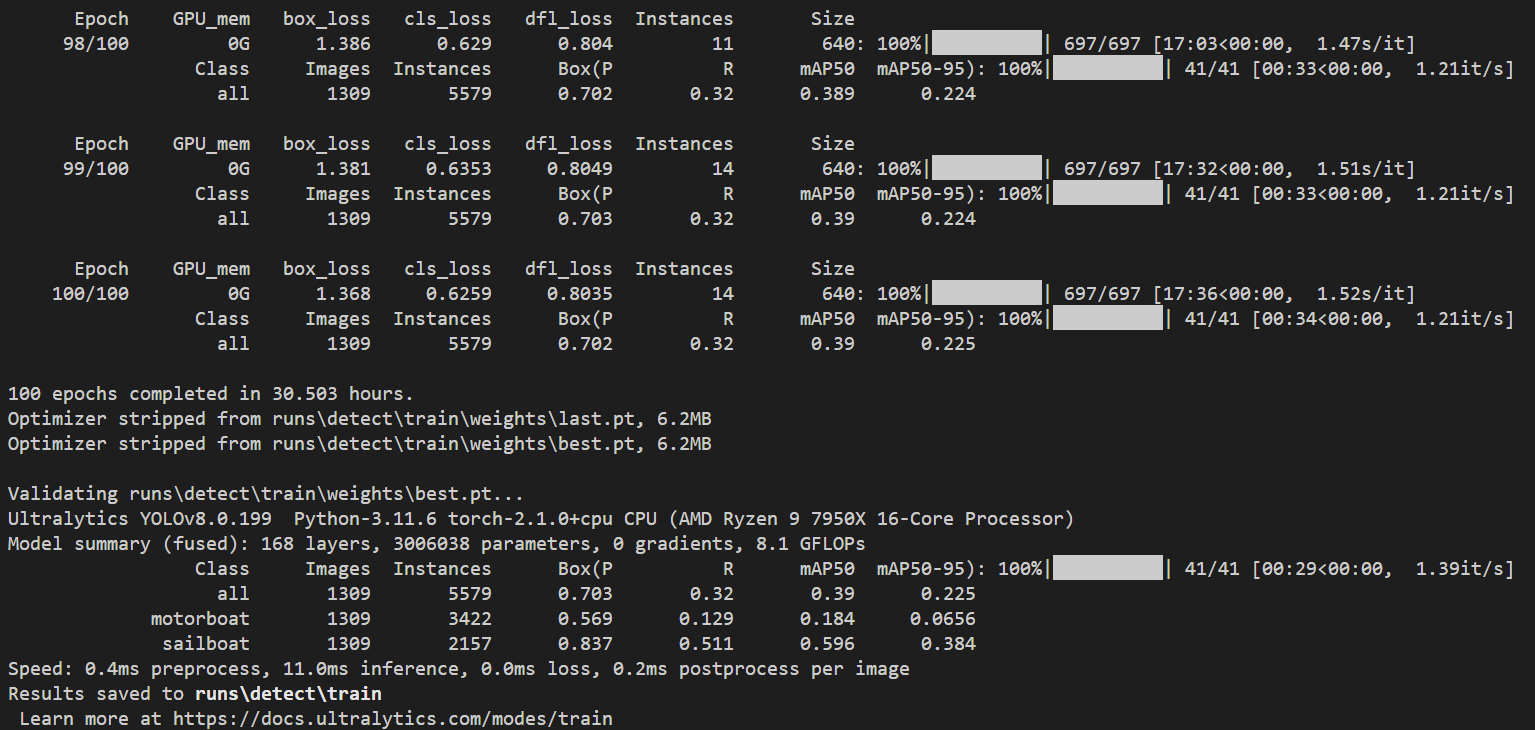 Epoch GPU_mem box_loss cls_loss dfl_loss Instances Size
98/100 0G 1.386 0.629 0.804 11 640: 100%|██████████| 697/697 [17:03<00:00, 1.47s/it]
Class Images Instances Box(P R mAP50 mAP50-95): 100%|██████████| 41/41 [00:33<00:00, 1.21it/s]
all 1309 5579 0.702 0.32 0.389 0.224
Epoch GPU_mem box_loss cls_loss dfl_loss Instances Size
99/100 0G 1.381 0.6353 0.8049 14 640: 100%|██████████| 697/697 [17:32<00:00, 1.51s/it]
Class Images Instances Box(P R mAP50 mAP50-95): 100%|██████████| 41/41 [00:33<00:00, 1.21it/s]
all 1309 5579 0.703 0.32 0.39 0.224
Epoch GPU_mem box_loss cls_loss dfl_loss Instances Size
100/100 0G 1.368 0.6259 0.8035 14 640: 100%|██████████| 697/697 [17:36<00:00, 1.52s/it]
Class Images Instances Box(P R mAP50 mAP50-95): 100%|██████████| 41/41 [00:34<00:00, 1.21it/s]
all 1309 5579 0.702 0.32 0.39 0.225
100 epochs completed in 30.503 hours.
Optimizer stripped from runs\detect\train\weights\last.pt, 6.2MB
Optimizer stripped from runs\detect\train\weights\best.pt, 6.2MB
Validating runs\detect\train\weights\best.pt...
Ultralytics YOLOv8.0.199 Python-3.11.6 torch-2.1.0+cpu CPU (AMD Ryzen 9 7950X 16-Core Processor)
Model summary (fused): 168 layers, 3006038 parameters, 0 gradients, 8.1 GFLOPs
Class Images Instances Box(P R mAP50 mAP50-95): 100%|██████████| 41/41 [00:29<00:00, 1.39it/s]
all 1309 5579 0.703 0.32 0.39 0.225
motorboat 1309 3422 0.569 0.129 0.184 0.0656
sailboat 1309 2157 0.837 0.511 0.596 0.384
Speed: 0.4ms preprocess, 11.0ms inference, 0.0ms loss, 0.2ms postprocess per image
Results saved to runs\detect\train
Learn more at https://docs.ultralytics.com/modes/train